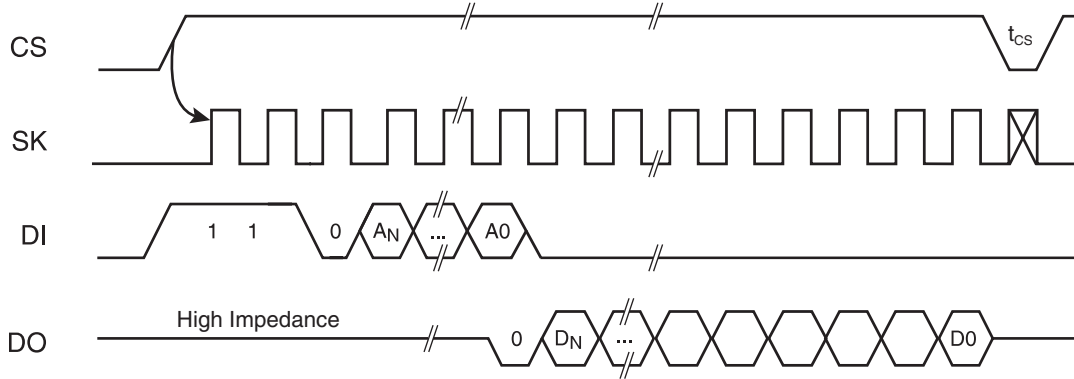 CS
t_CS
SK
DI
1 1 0 A_N ... A0
High Impedance
DO
0 D_N ... D0